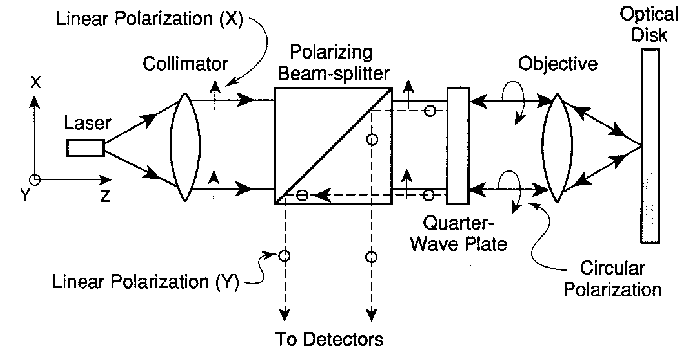 Linear Polarization (X)
Optical
Disk
Polarizing
Beam-splitter
Collimator
Objective
X
Laser
Y
Z
Quarter-
Wave Plate
Linear Polarization (Y)
Circular
Polarization
To Detectors